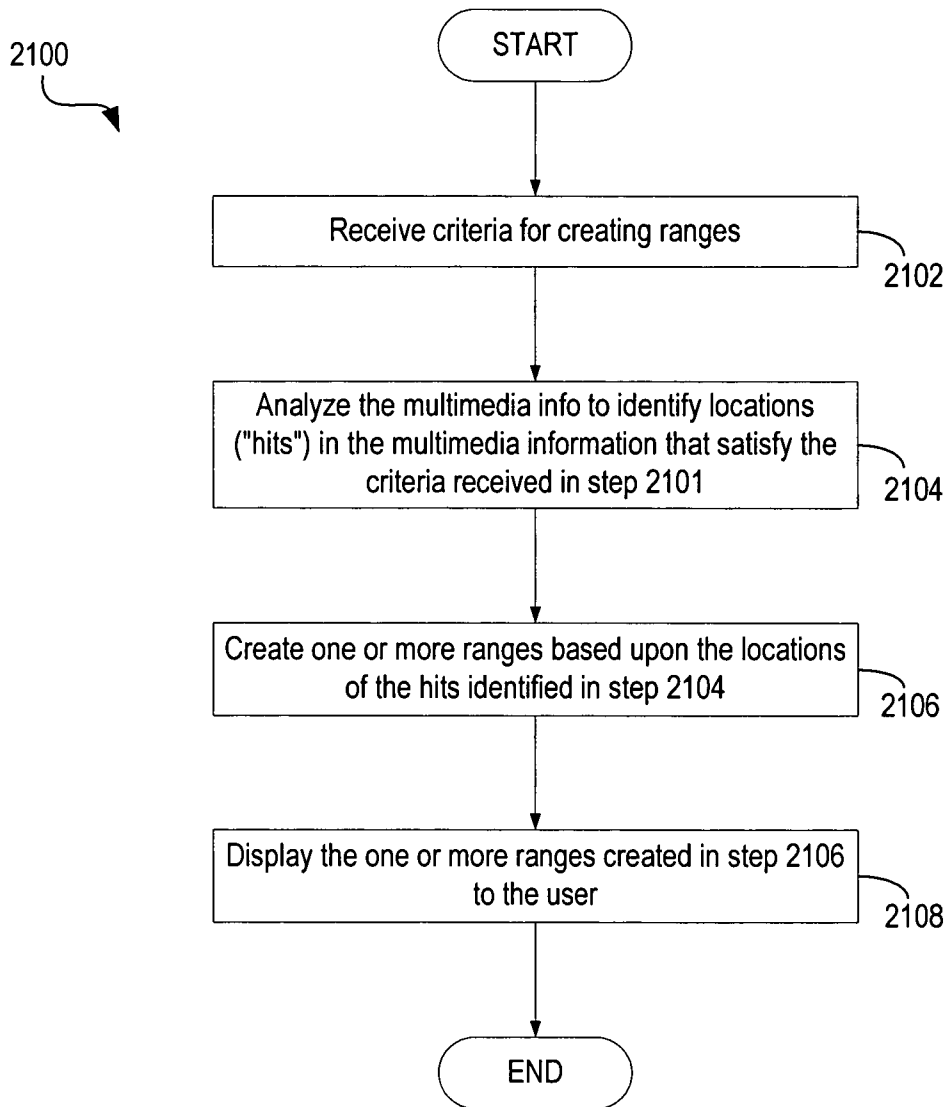 START
2100
Receive criteria for creating ranges
2102
Analyze the multimedia info to identify locations
("hits") in the multimedia information that satisfy the
criteria received in step 2101
2104
Create one or more ranges based upon the locations
of the hits identified in step 2104
2106
Display the one or more ranges created in step 2106
to the user
2108
END